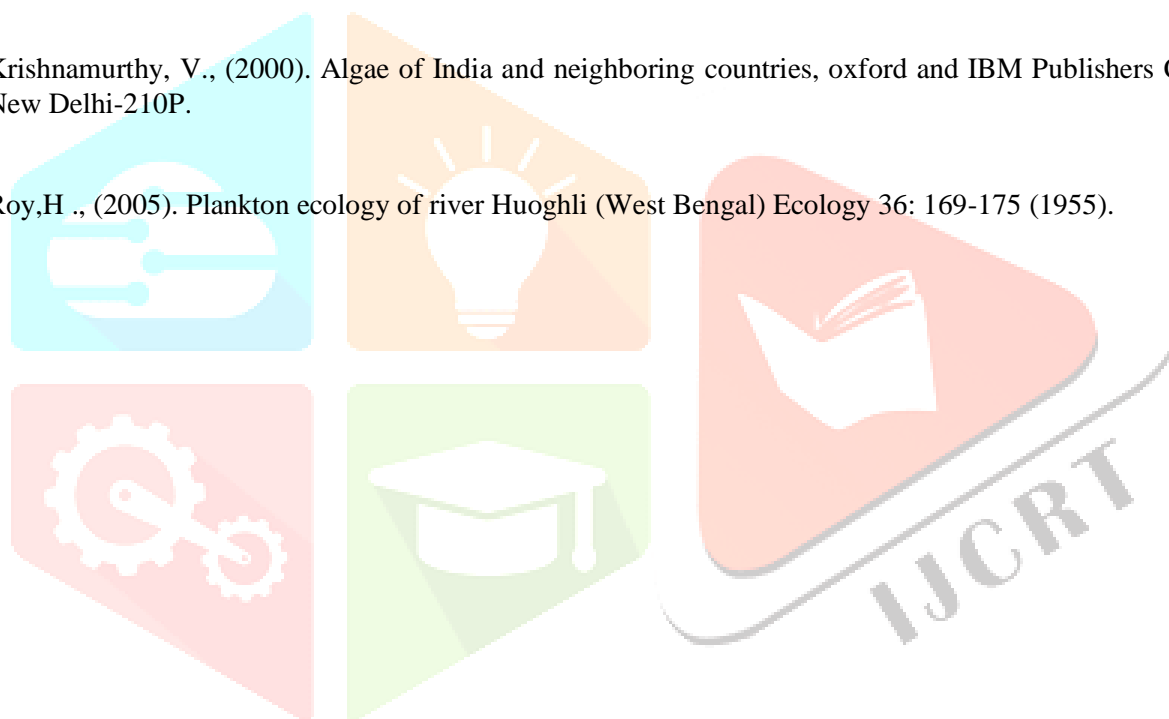 Krishnamurthy, V., (2000). Algae of India and neighboring countries, oxford and IBM Publishers
New Delhi-210P.
Roy,H ., (2005). Plankton ecology of river Huoghli (West Bengal) Ecology 36: 169-175 (1955).
IJCRT